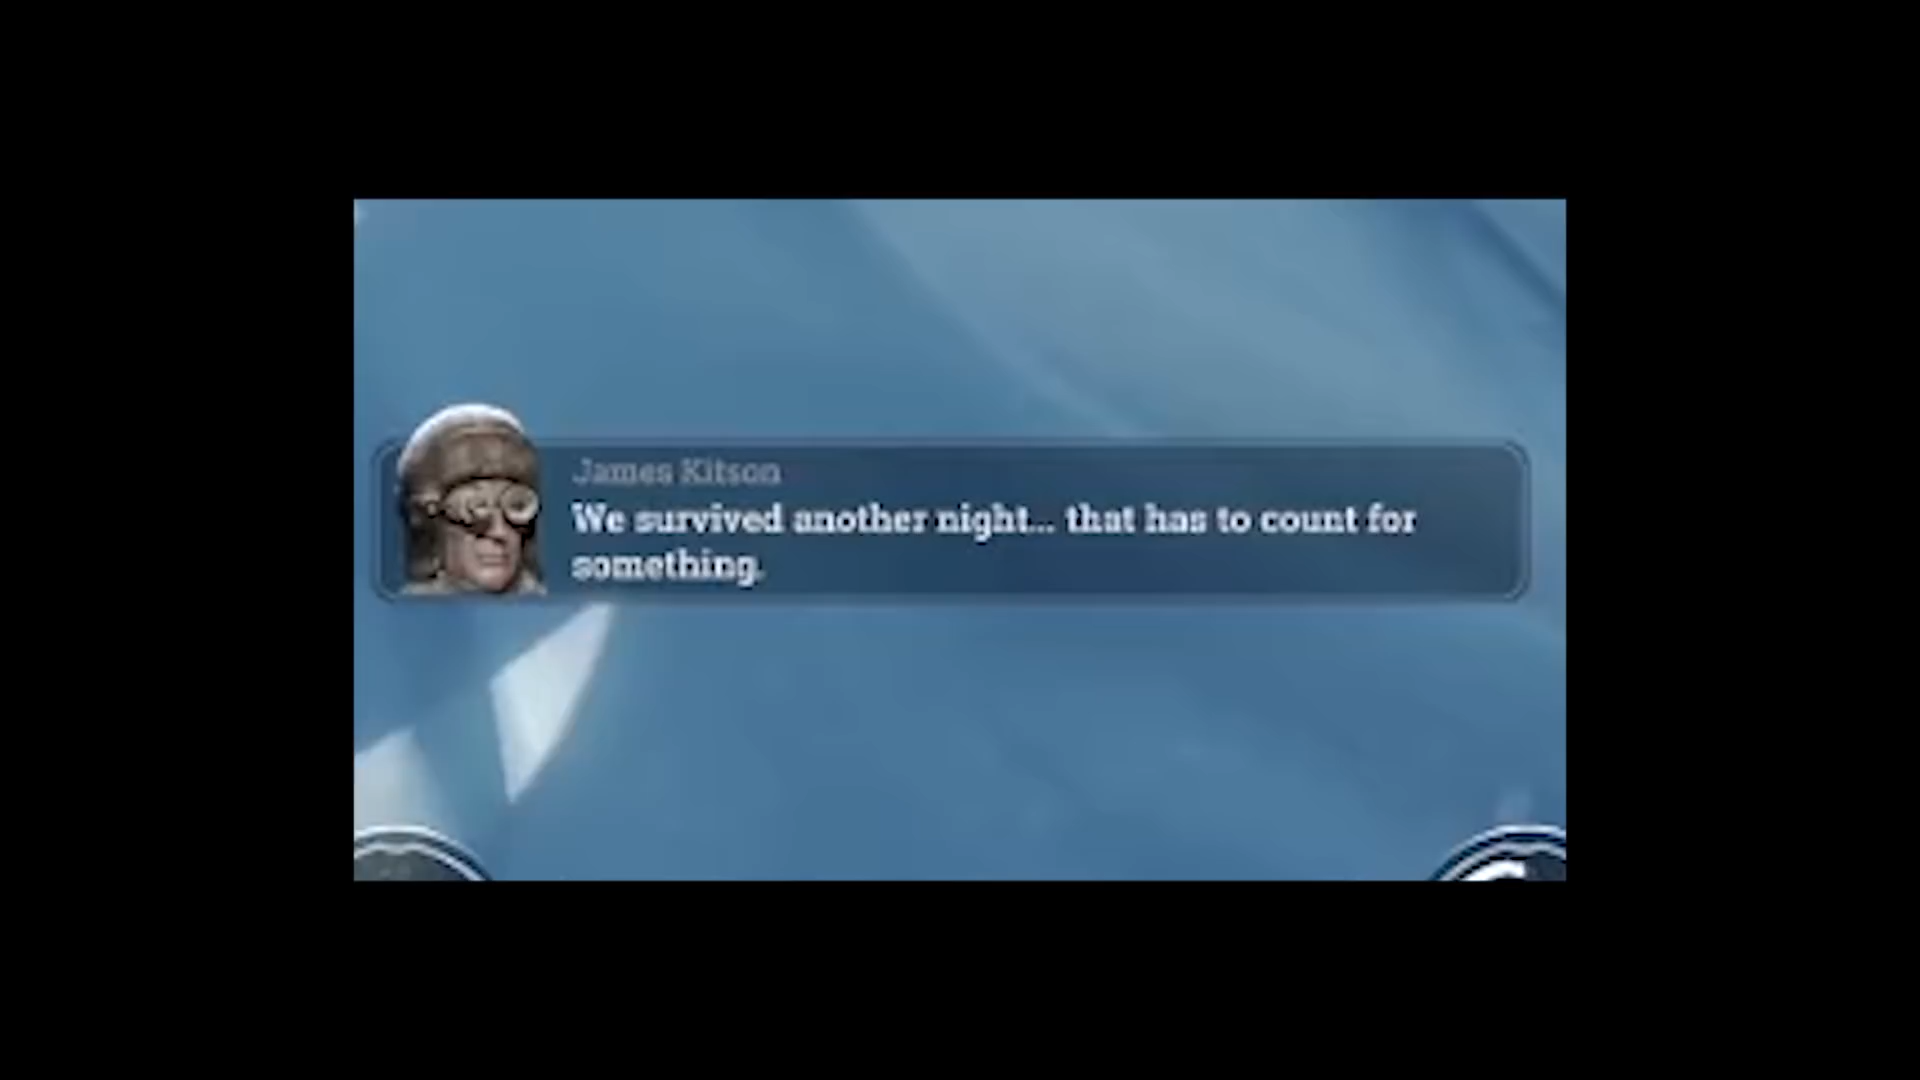 James Kitson
We survived another night... that has to count for
something.